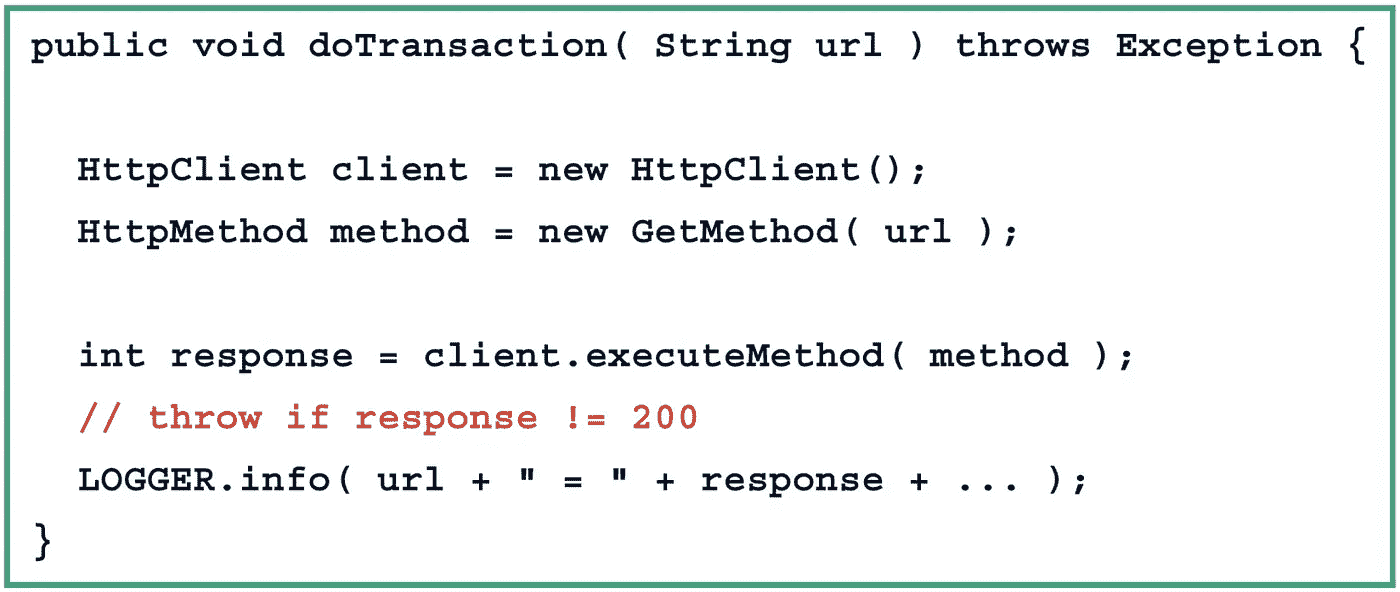 public void doTransaction( String url ) throws Exception {
HttpClient client = new HttpClient();
HttpMethod method = new GetMethod( url );
int response = client.executeMethod( method );
// throw if response != 200
LOGGER.info( url + " = " + response + ... );
}